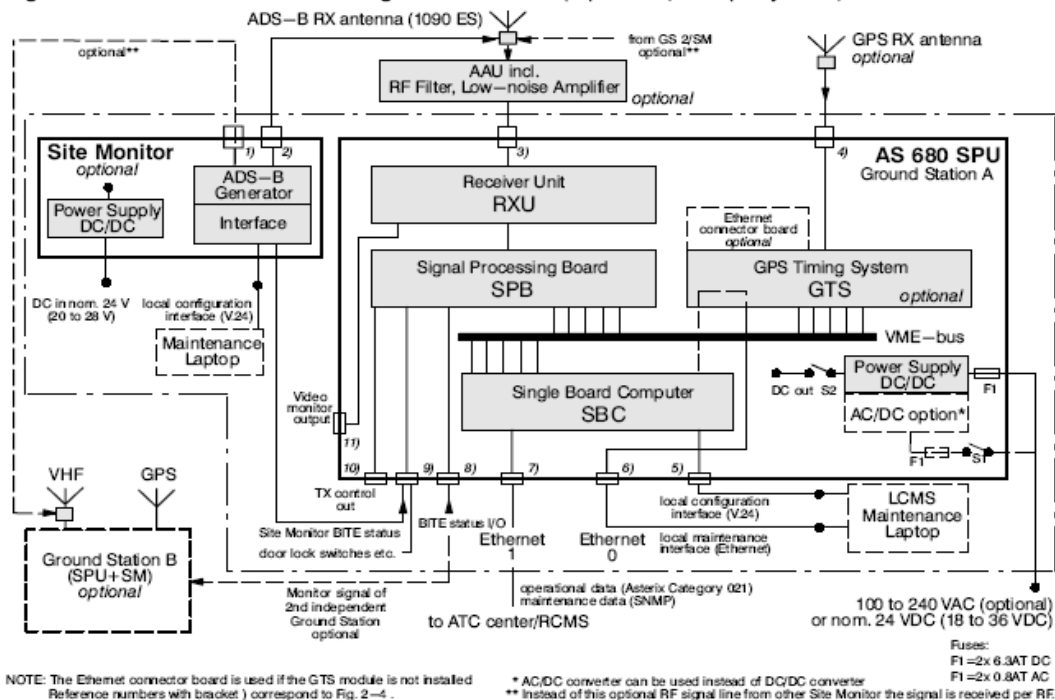 ADS-B RX antenna (1090 ES)
optional**
from GS 2/SM
optional**
GPS RX antenna
optional
AAU incl.
RF Filter, Low-noise Amplifier
optional
1)
2)
3)
4)
Site Monitor
optional
ADS-B
Generator
Interface
Power Supply
DC/DC
DC in nom. 24 V
(20 to 28 V)
local configuration
interface (V.24)
Maintenance
Laptop
AS 680 SPU
Ground Station A
Receiver Unit
RXU
Ethernet
connector board
optional
Signal Processing Board
SPB
GPS Timing System
GTS
optional
VME-bus
Single Board Computer
SBC
DC out
S2
Power Supply
DC/DC
F1
AC/DC option*
F1
S1
Video
monitor
output
11)
10)
9)
8)
7)
6)
5)
TX control
out
BITE status I/O
Site Monitor BITE status
door lock switches etc.
Ethernet
1
Ethernet
0
local configuration
interface (V.24)
local maintenance
interface (Ethernet)
LCMS
Maintenance
Laptop
VHF
GPS
Ground Station B
(SPU+SM)
optional
Monitor signal of
2nd independent
Ground Station
optional
operational data (Asterix Category 021)
maintenance data (SNMP)
to ATC center/RCMS
100 to 240 VAC (optional)
or nom. 24 VDC (18 to 36 VDC)
Fuses:
F1=2x 6.3AT DC
F1=2x 0.8AT AC
NOTE: The Ethernet connector board is used if the GTS module is not installed
Reference numbers with bracket ) correspond to Fig. 2-4 .
* AC/DC converter can be used instead of DC/DC converter
** Instead of this optional RF signal line from other Site Monitor the signal is received per RF.